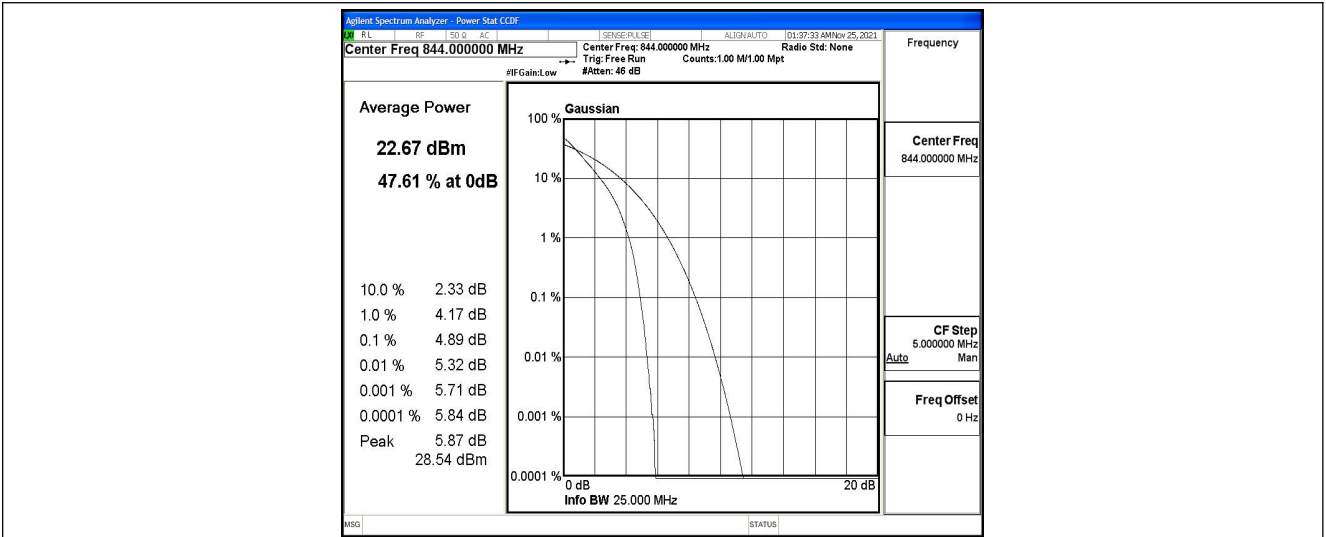 Agilent Spectrum Analyzer - Power Stat CCDF
LXI RL RF 50 Ω AC SENSE:PULSE ALIGN AUTO 01:37:33 AM Nov 25, 2021
Center Freq 844.000000 MHz
Center Freq: 844.000000 MHz Radio Std: None
Trig: Free Run Counts:1.00 M/1.00 Mpt
#IFGain:Low #Atten: 46 dB
Average Power
22.67 dBm
47.61 % at 0dB
10.0 % 2.33 dB
1.0 % 4.17 dB
0.1 % 4.89 dB
0.01 % 5.32 dB
0.001 % 5.71 dB
0.0001 % 5.84 dB
Peak 5.87 dB
28.54 dBm
Gaussian
100 %
10 %
1 %
0.1 %
0.01 %
0.001 %
0.0001 %
0 dB 20 dB
Info BW 25.000 MHz
Frequency
Center Freq
844.000000 MHz
CF Step
5.000000 MHz
Auto Man
Freq Offset
0 Hz
MSG STATUS